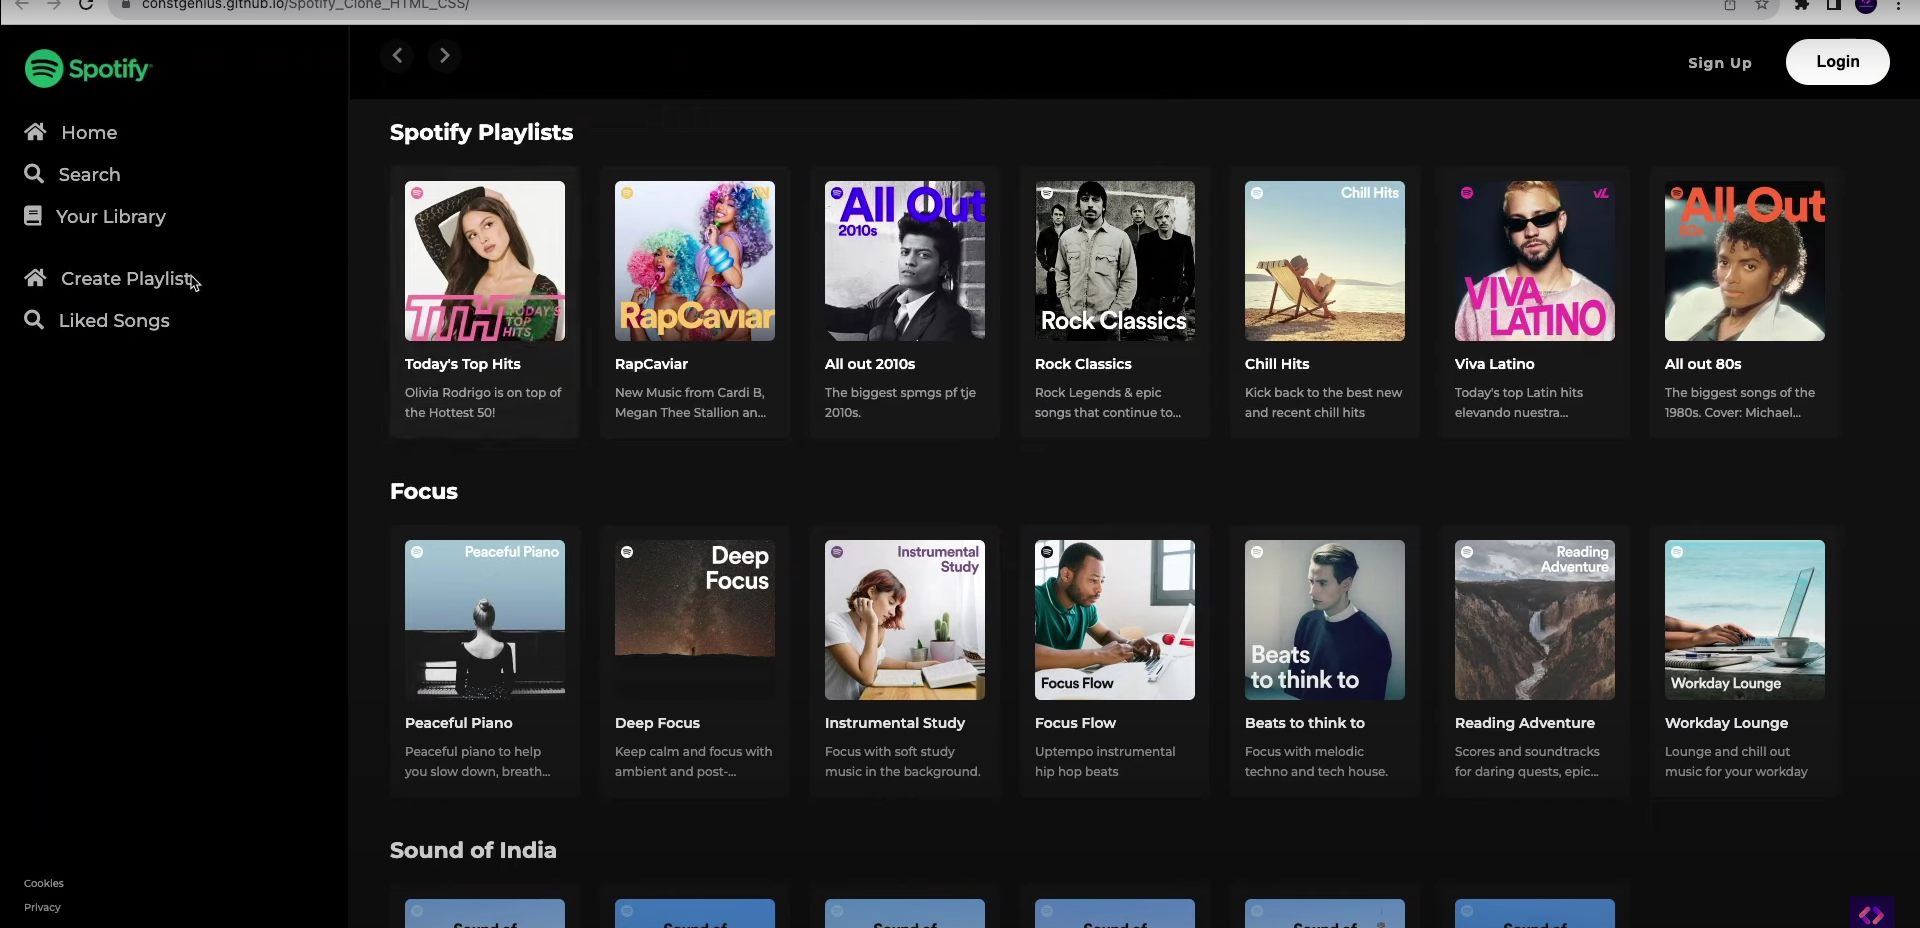 constgenius.github.io/Spotify_Clone_HTML_CSS/
Spotify
Home
Search
Your Library
Create Playlist
Liked Songs
Cookies
Privacy
Sign Up
Login
Spotify Playlists
TTH TODAY'S
TOP
HITS
RapCaviar
All Out
2010s
Rock Classics
Chill Hits
VL
VIVA
LATINO
All Out
80s
Today's Top Hits
Olivia Rodrigo is on top of
the Hottest 50!
RapCaviar
New Music from Cardi B,
Megan Thee Stallion an...
All out 2010s
The biggest spmgs pf tje
2010s.
Rock Classics
Rock Legends & epic
songs that continue to...
Chill Hits
Kick back to the best new
and recent chill hits
Viva Latino
Today's top Latin hits
elevando nuestra...
All out 80s
The biggest songs of the
1980s. Cover: Michael...
Focus
Peaceful Piano
Deep
Focus
Instrumental
Study
Focus Flow
Beats
to think to
Reading
Adventure
Workday Lounge
Peaceful Piano
Peaceful piano to help
you slow down, breath...
Deep Focus
Keep calm and focus with
ambient and post-...
Instrumental Study
Focus with soft study
music in the background.
Focus Flow
Uptempo instrumental
hip hop beats
Beats to think to
Focus with melodic
techno and tech house.
Reading Adventure
Scores and soundtracks
for daring quests, epic...
Workday Lounge
Lounge and chill out
music for your workday
Sound of India
Sound of
Sound of
Sound of
Sound of
Sound of
Sound of